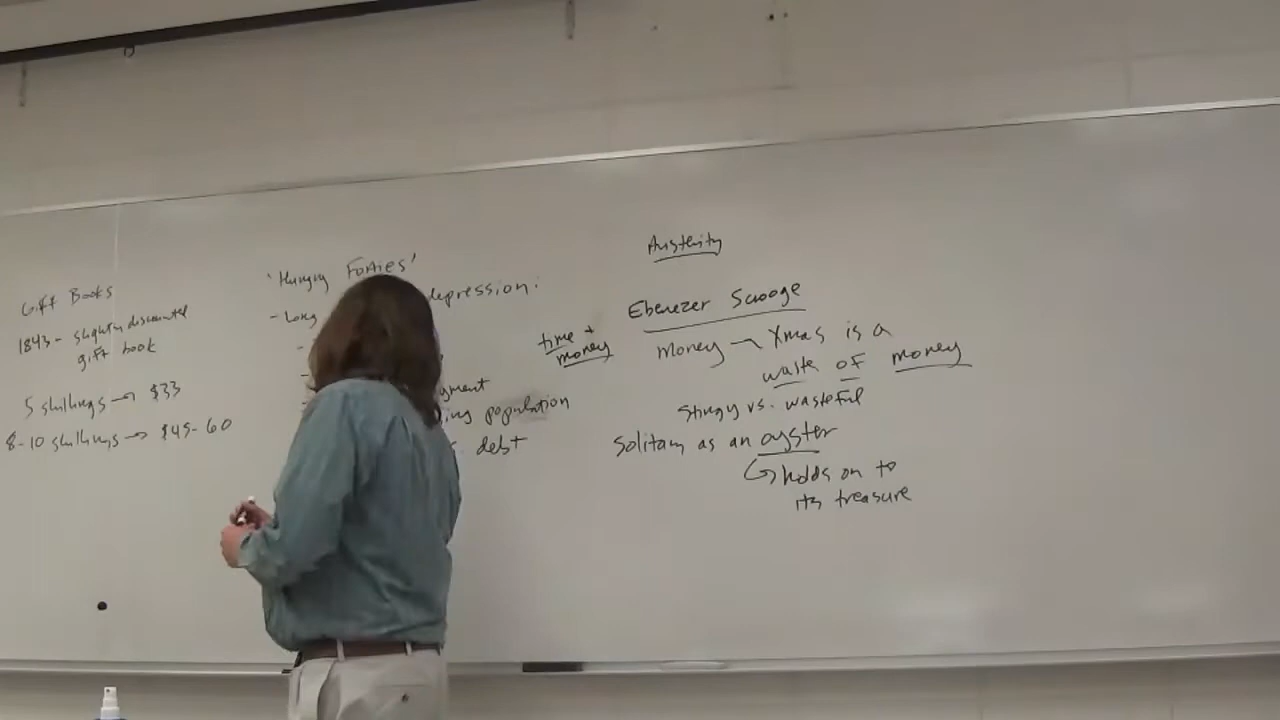 Gift Books
1843 - slightly discounted
gift book
5 shillings → $33
8-10 shillings → $45-60
'Hungry Forties'
- Long depression:
-
-
population
debt
time +
money
Austerity
Ebenezer Scrooge
money → Xmas is a
waste of money
Stingy vs. wasteful
Solitary as an oyster
↳ holds on to
its treasure